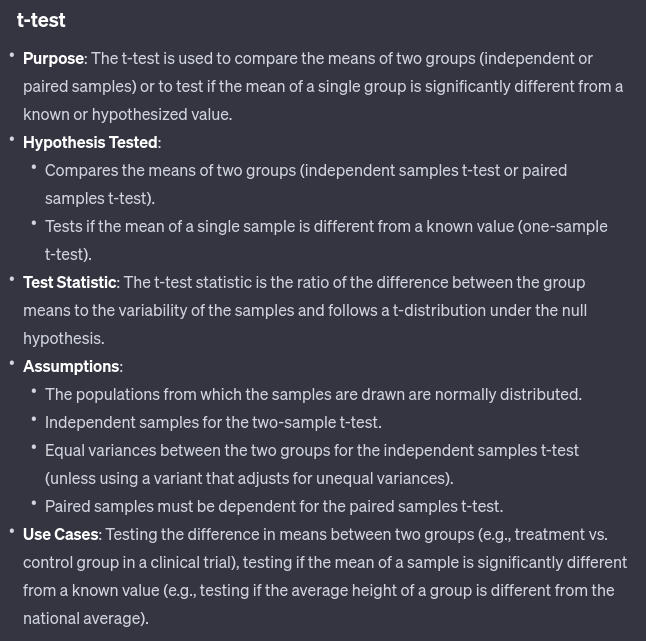 t-test
• Purpose: The t-test is used to compare the means of two groups (independent or
paired samples) or to test if the mean of a single group is significantly different from a
known or hypothesized value.
• Hypothesis Tested:
• Compares the means of two groups (independent samples t-test or paired
samples t-test).
• Tests if the mean of a single sample is different from a known value (one-sample
t-test).
• Test Statistic: The t-test statistic is the ratio of the difference between the group
means to the variability of the samples and follows a t-distribution under the null
hypothesis.
• Assumptions:
• The populations from which the samples are drawn are normally distributed.
• Independent samples for the two-sample t-test.
• Equal variances between the two groups for the independent samples t-test
(unless using a variant that adjusts for unequal variances).
• Paired samples must be dependent for the paired samples t-test.
• Use Cases: Testing the difference in means between two groups (e.g., treatment vs.
control group in a clinical trial), testing if the mean of a sample is significantly different
from a known value (e.g., testing if the average height of a group is different from the
national average).